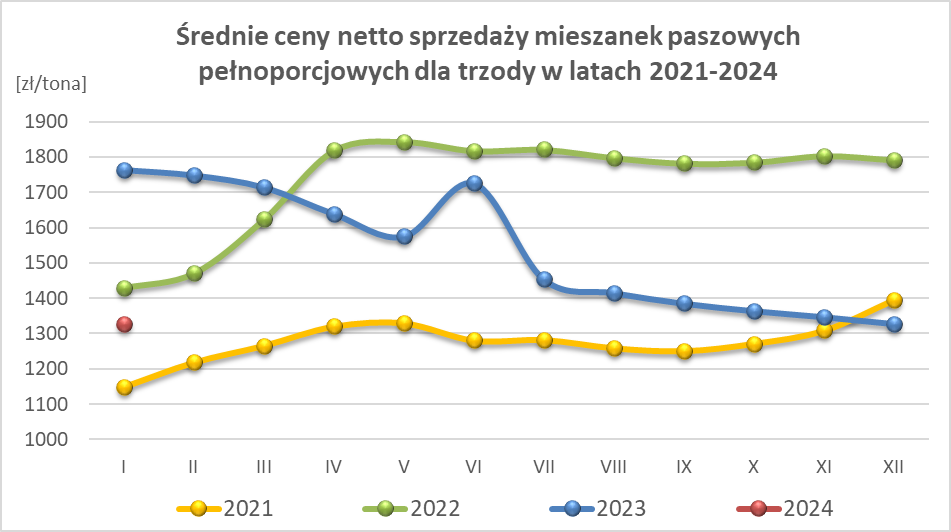 Średnie ceny netto sprzedaży mieszanek paszowych
pełnoporcjowych dla trzody w latach 2021-2024
[zł/tona]
1900
1800
1700
1600
1500
1400
1300
1200
1100
1000
I II III IV V VI VII VIII IX X XI XII
2021 2022 2023 2024